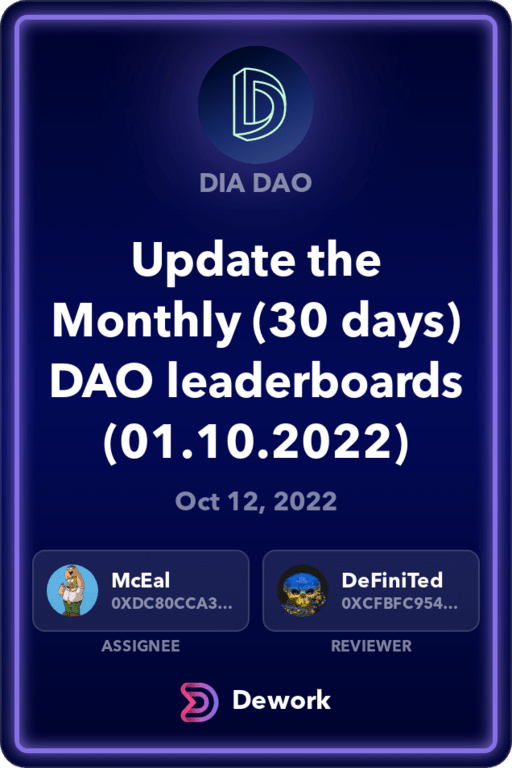 DIA DAO
Update the
Monthly (30 days)
DAO leaderboards
(01.10.2022)
Oct 12, 2022
McEal
0XDC80CCA3...
ASSIGNEE
DeFiniTed
0XCFBFC954...
REVIEWER
Dework